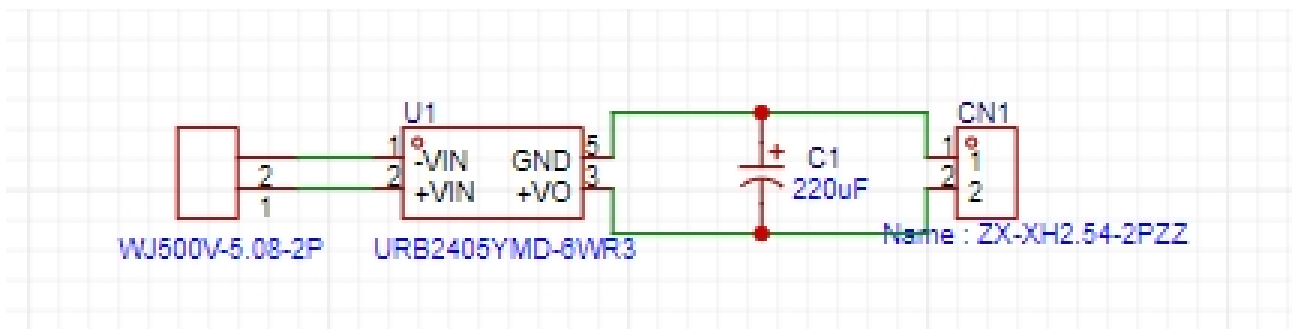 U1
CN1
1
-VIN
GND
5
C1
1
1
2
2
+VIN
+VO
3
220uF
2
2
1
WJ500V-5.08-2P
URB2405YMD-6WR3
+
Name : ZX-XH2.54-2PZZ